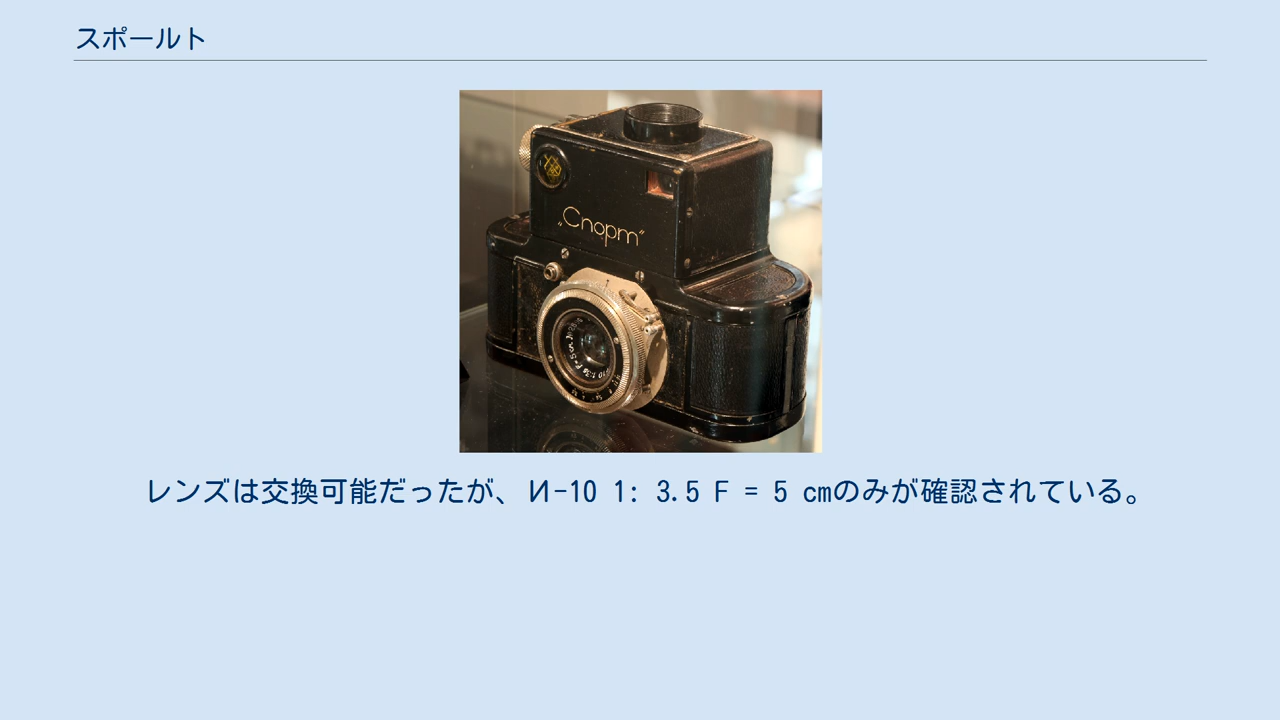 スポールト
„Спорт“
レンズは交換可能だったが、И-10 1: 3.5 F = 5 cmのみが確認されている。